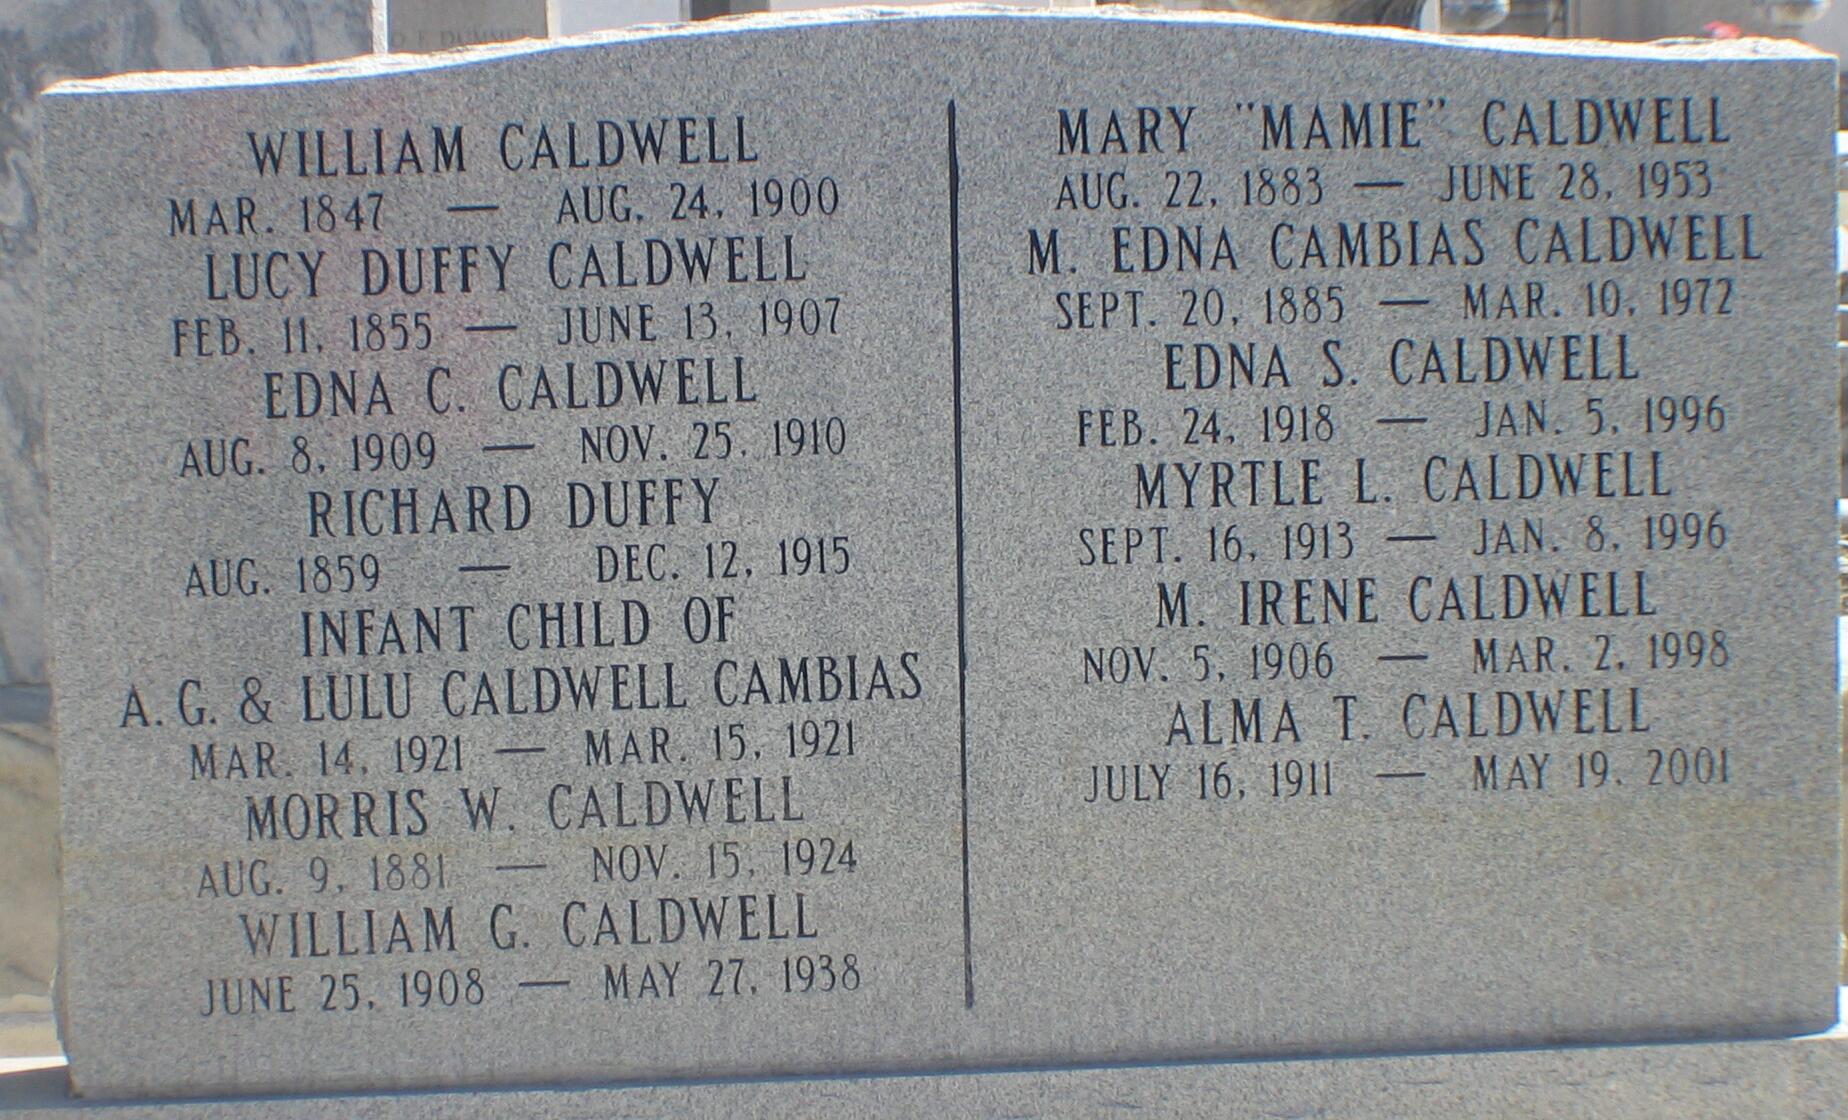 WILLIAM CALDWELL
MAR. 1847 — AUG. 24, 1900
LUCY DUFFY CALDWELL
FEB. 11, 1855 — JUNE 13, 1907
EDNA C. CALDWELL
AUG. 8, 1909 — NOV. 25, 1910
RICHARD DUFFY
AUG. 1859 — DEC. 12, 1915
INFANT CHILD OF
A. G. & LULU CALDWELL CAMBIAS
MAR. 14, 1921 — MAR. 15, 1921
MORRIS W. CALDWELL
AUG. 9, 1881 — NOV. 15, 1924
WILLIAM G. CALDWELL
JUNE 25, 1908 — MAY 27, 1938
MARY "MAMIE" CALDWELL
AUG. 22, 1883 — JUNE 28, 1953
M. EDNA CAMBIAS CALDWELL
SEPT. 20, 1885 — MAR. 10, 1972
EDNA S. CALDWELL
FEB. 24, 1918 — JAN. 5, 1996
MYRTLE L. CALDWELL
SEPT. 16, 1913 — JAN. 8, 1996
M. IRENE CALDWELL
NOV. 5, 1906 — MAR. 2, 1998
ALMA T. CALDWELL
JULY 16, 1911 — MAY 19. 2001